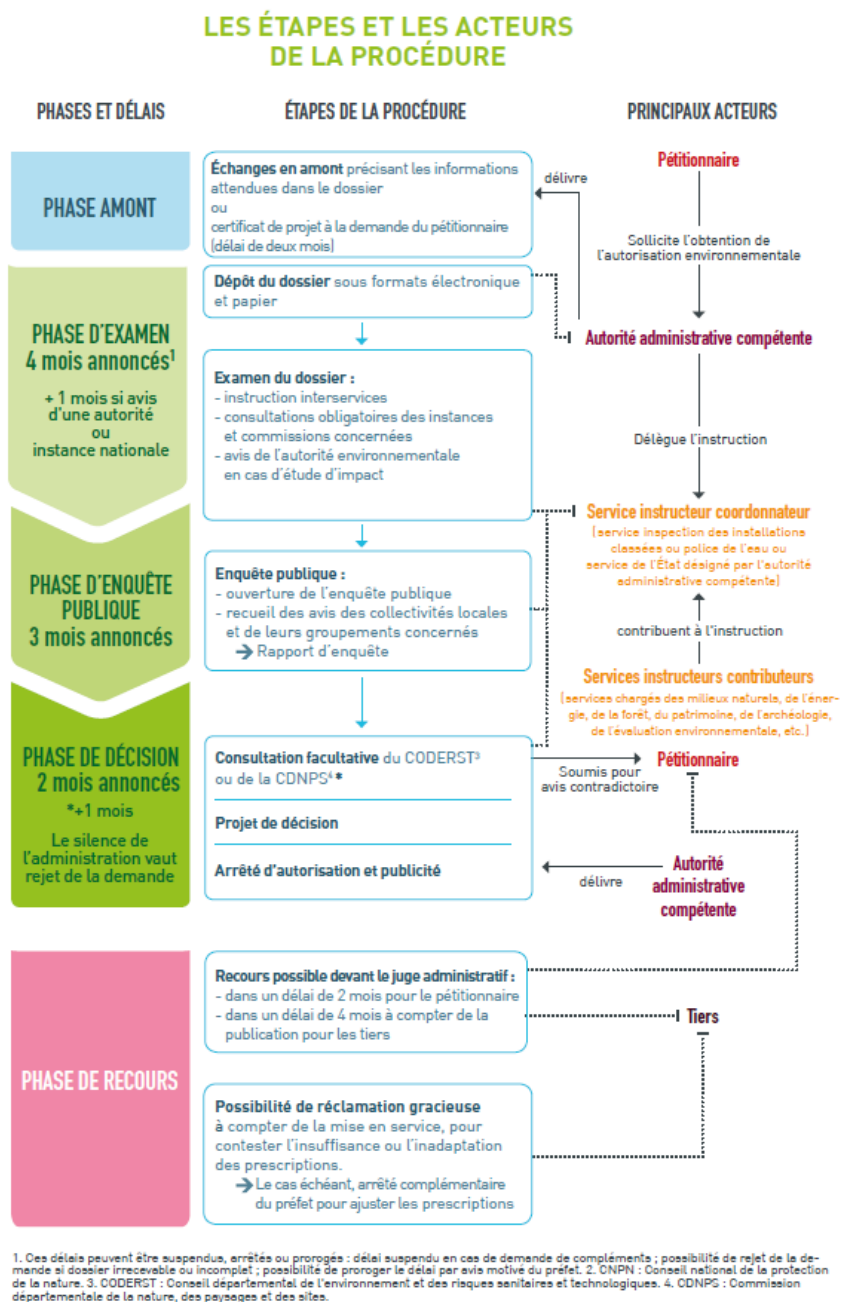 LES ÉTAPES ET LES ACTEURS
DE LA PROCÉDURE
PHASES ET DÉLAIS
ÉTAPES DE LA PROCÉDURE
PRINCIPAUX ACTEURS
PHASE AMONT
Échanges en amont précisant les informations
attendues dans le dossier
ou
certificat de projet à la demande du pétitionnaire
(délai de deux mois)
délivre
Pétitionnaire
Sollicite l'obtention de
l'autorisation environnementale
PHASE D'EXAMEN
4 mois annoncés¹
+ 1 mois si avis
d'une autorité
ou
instance nationale
Dépôt du dossier sous formats électronique
et papier
Autorité administrative compétente
Examen du dossier :
- instruction interservices
- consultations obligatoires des instances
et commissions concernées
- avis de l'autorité environnementale
en cas d'étude d'impact
Délègue l'instruction
Service instructeur coordonnateur
(service inspection des installations
classées ou police de l'eau ou
service de l'État désigné par l'autorité
administrative compétente)
PHASE D'ENQUÊTE
PUBLIQUE
3 mois annoncés
Enquête publique :
- ouverture de l'enquête publique
- recueil des avis des collectivités locales
et de leurs groupements concernés
→ Rapport d'enquête
contribuent à l'instruction
Services instructeurs contributeurs
(services chargés des milieux naturels, de l'éner-
gie, de la forêt, du patrimoine, de l'archéologie,
de l'évaluation environnementale, etc.)
PHASE DE DÉCISION
2 mois annoncés
*+1 mois
Le silence de
l'administration vaut
rejet de la demande
Consultation facultative du CODERST³
ou de la CDNPS⁴*
Projet de décision
Arrêté d'autorisation et publicité
Soumis pour
avis contradictoire
Pétitionnaire
délivre
Autorité
administrative
compétente
PHASE DE RECOURS
Recours possible devant le juge administratif :
- dans un délai de 2 mois pour le pétitionnaire
- dans un délai de 4 mois à compter de la
publication pour les tiers
Tiers
Possibilité de réclamation gracieuse
à compter de la mise en service, pour
contester l'insuffisance ou l'inadaptation
des prescriptions.
→ Le cas échéant, arrêté complémentaire
du préfet pour ajuster les prescriptions
1. Ces délais peuvent être suspendus, arrêtés ou prorogés : délai suspendu en cas de demande de compléments ; possibilité de rejet de la de-
mande si dossier irrecevable ou incomplet ; possibilité de proroger le délai par avis motivé du préfet. 2. CNPN : Conseil national de la protection
de la nature. 3. CODERST : Conseil départemental de l'environnement et des risques sanitaires et technologiques. 4. CDNPS : Commission
départementale de la nature, des paysages et des sites.